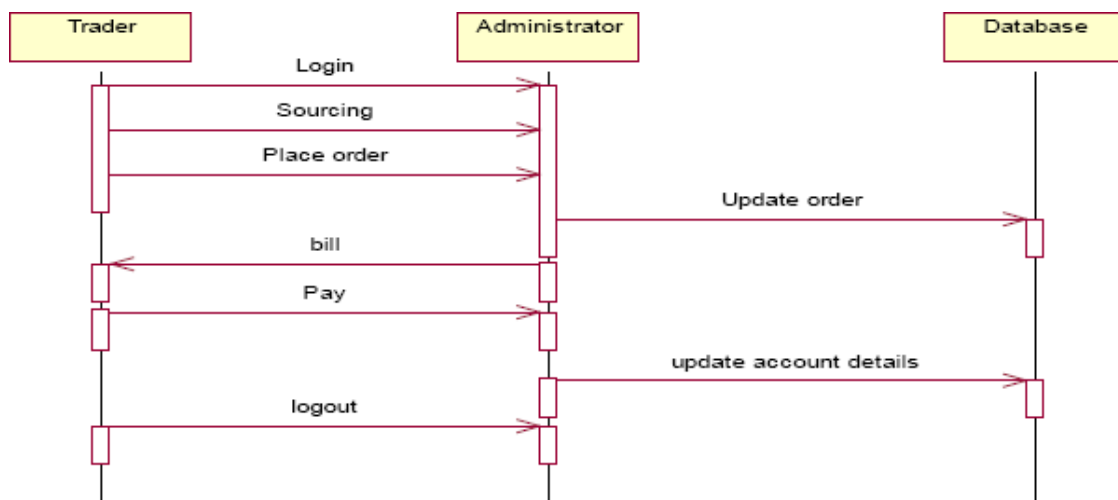 Trader
Administrator
Database
Login
Sourcing
Place order
Update order
bill
Pay
update account details
logout